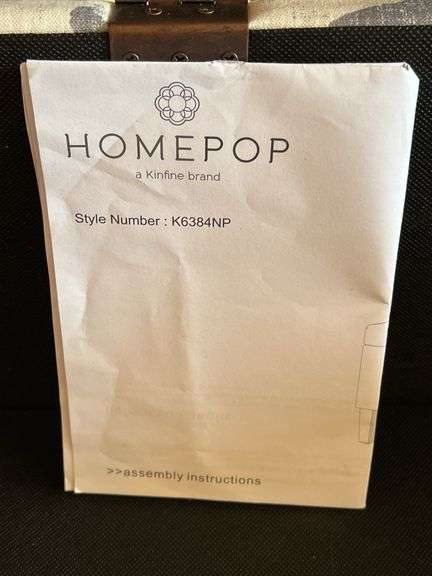 HOMEPOP
a Kinfine brand
Style Number : K6384NP
>>assembly instructions